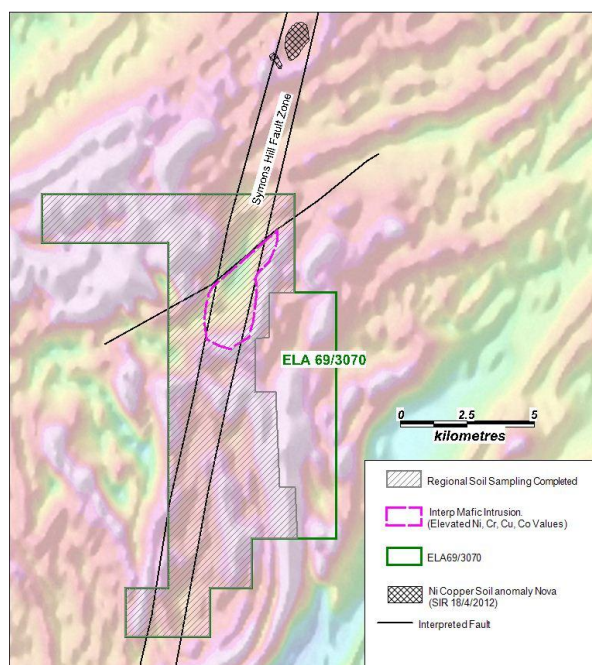 Symons Hill Fault Zone
ELA 69/3070
0 2.5 5
kilometres
Regional Soil Sampling Completed
Interp Mafic Intrusion.
(Elevated Ni, Cr, Cu, Co Values)
ELA69/3070
Ni Copper Soil anomaly Nova
(SIR 18/4/2012)
Interpreted Fault